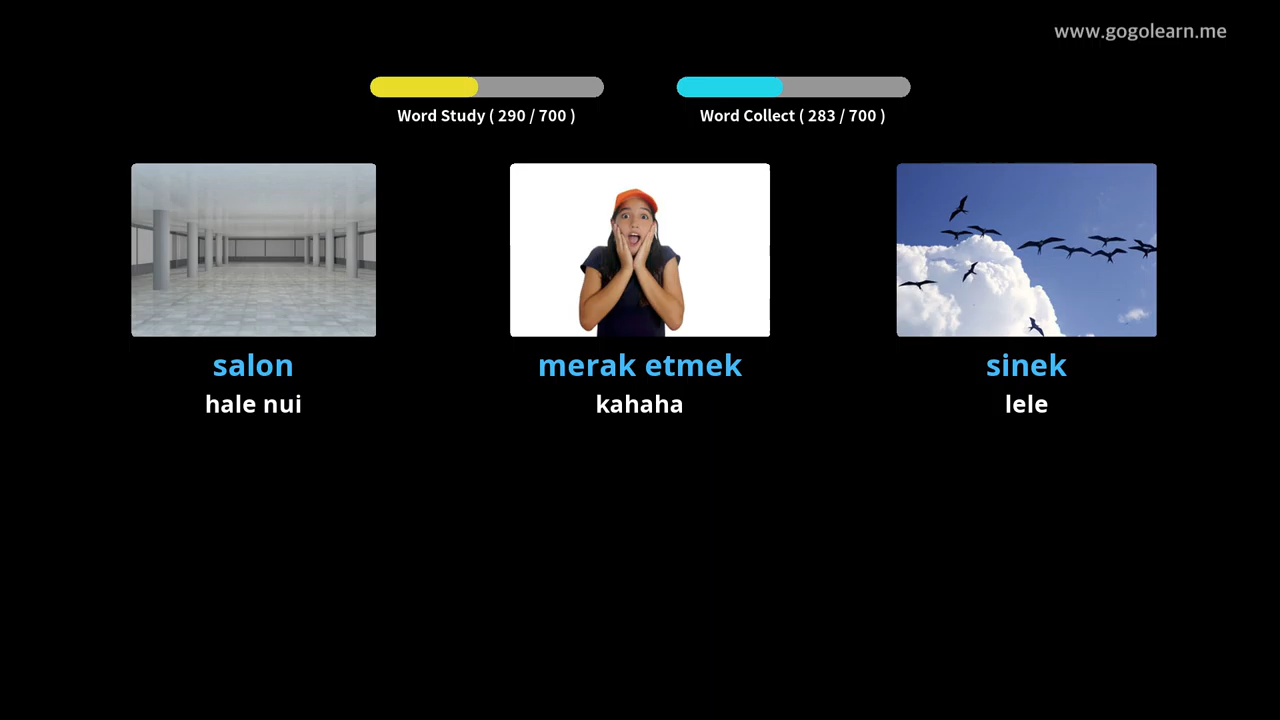 www.gogolearn.me
Word Study ( 290 / 700 )
Word Collect ( 283 / 700 )
salon
hale nui
merak etmek
kahaha
sinek
lele